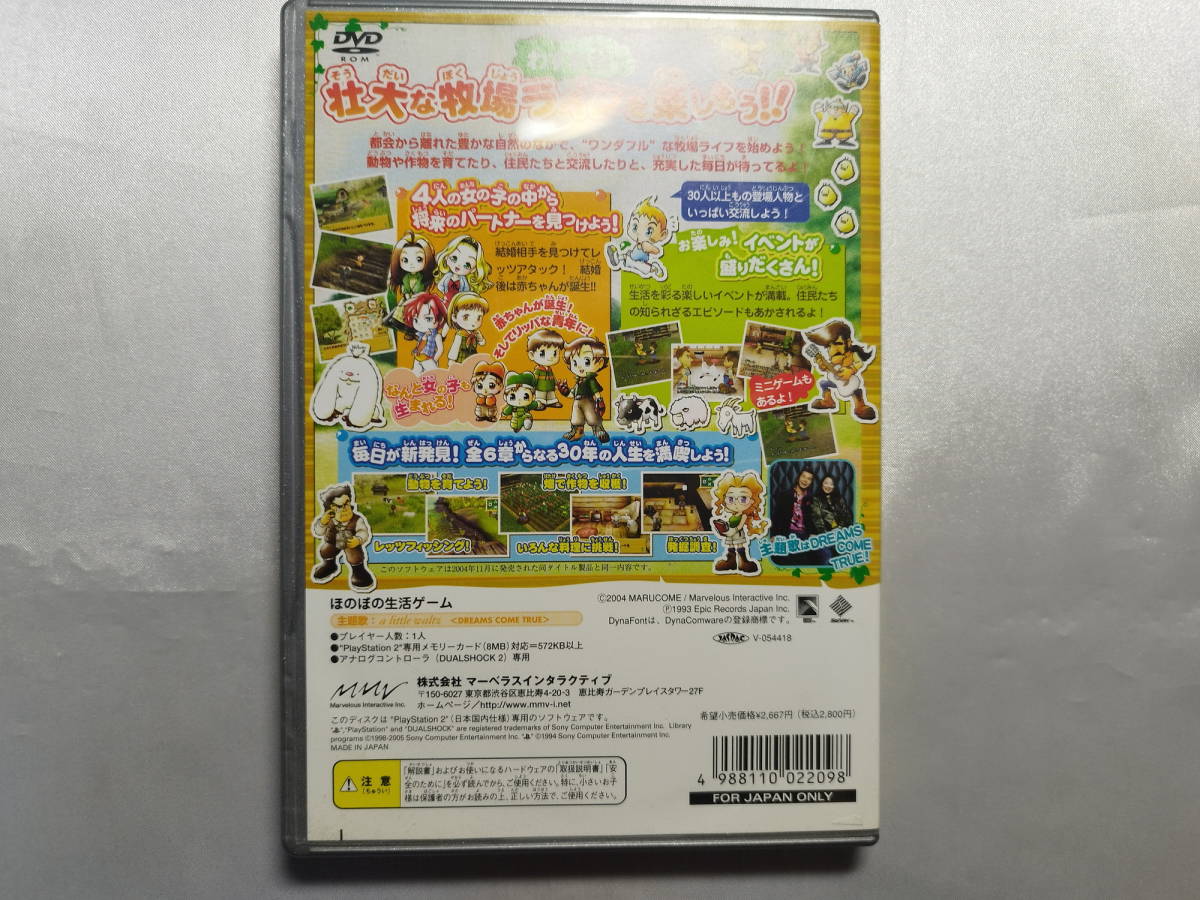 DVD
ROM
壮大な牧場ライフを楽しもう!!
都会から離れた豊かな自然のなかで、“ワンダフル”な牧場ライフを始めよう!
動物や作物を育てたり、住民たちと交流したりと、充実した毎日が待ってるよ!
4人の女の子の中から
将来のパートナーを見つけよう!
結婚相手を見つけてレ
ッツアタック! 結婚
後は赤ちゃんが誕生!!
赤ちゃんが誕生!
そしてリッパな青年に!
なんと女の子も
生まれる!
30人以上もの登場人物と
いっぱい交流しよう!
お楽しみ!イベントが
盛りだくさん!
生活を彩る楽しいイベントが満載。住民たち
の知られざるエピソードもあかされるよ!
ミニゲームも
あるよ!
毎日が新発見! 全6章からなる30年の人生を満喫しよう!
動物を育てよう!
畑で作物を収穫!
レッツフィッシング!
いろんな料理に挑戦!
発掘調査!
主題歌はDREAMS
COME
TRUE!
このソフトウェアは2004年11月に発売された同タイトル製品と同一内容です。
ほのぼの生活ゲーム
主題歌: a little waltz <DREAMS COME TRUE>
●プレイヤー人数:1人
●"PlayStation 2"専用メモリーカード(8MB)対応=572KB以上
●アナログコントローラ(DUALSHOCK 2)専用
©2004 MARUCOME / Marvelous Interactive Inc.
Ⓟ1993 Epic Records Japan Inc.
DynaFontは、DynaComwareの登録商標です。
V-054418
Marvelous Interactive Inc.
株式会社 マーベラスインタラクティブ
〒150-6027 東京都渋谷区恵比寿4-20-3 恵比寿ガーデンプレイスタワー27F
ホームページ/http://www.mmv-i.net
このディスクは "PlayStation 2"(日本国内仕様)専用のソフトウェアです。
","PlayStation" and "DUALSHOCK" are registered trademarks of Sony Computer Entertainment Inc. Library
programs ©1998-2005 Sony Computer Entertainment Inc. " " ©1994 Sony Computer Entertainment Inc.
MADE IN JAPAN
希望小売価格¥2,667円(税込2,800円)
注意
(ちゅうい)
「解説書」およびお使いになるハードウェアの「取扱説明書」「安
全のために」を必ず読んでから、ご使用ください。特に、小さいお子
様は保護者の方がお読みの上、正しい方法で、ご使用ください。
4 988110 022098
FOR JAPAN ONLY